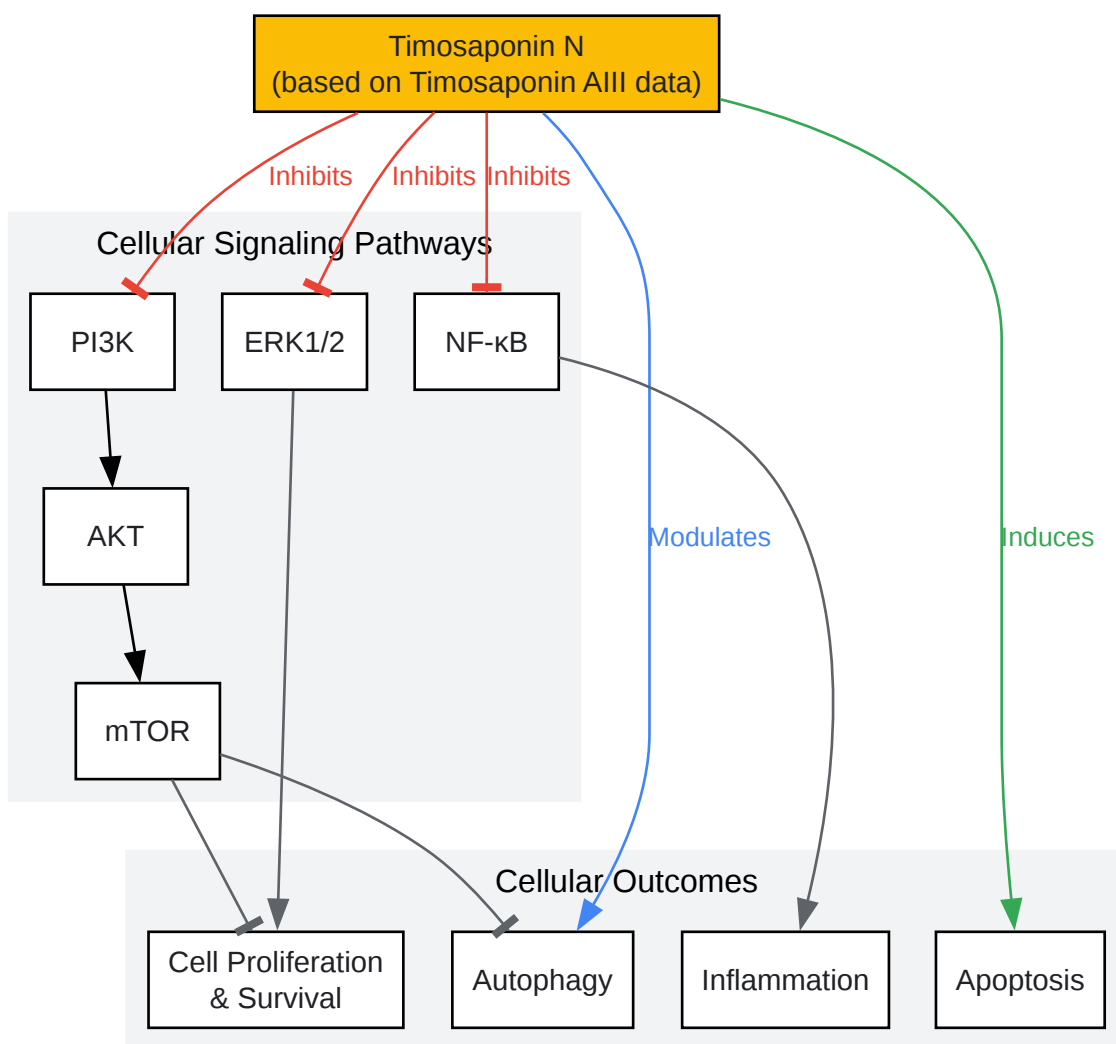 Timosaponin N
(based on Timosaponin AIII data)
Inhibits
Inhibits
Inhibits
Cellular Signaling Pathways
PI3K
ERK1/2
NF-κB
AKT
Modulates
Induces
mTOR
Cellular Outcomes
Cell Proliferation
& Survival
Autophagy
Inflammation
Apoptosis